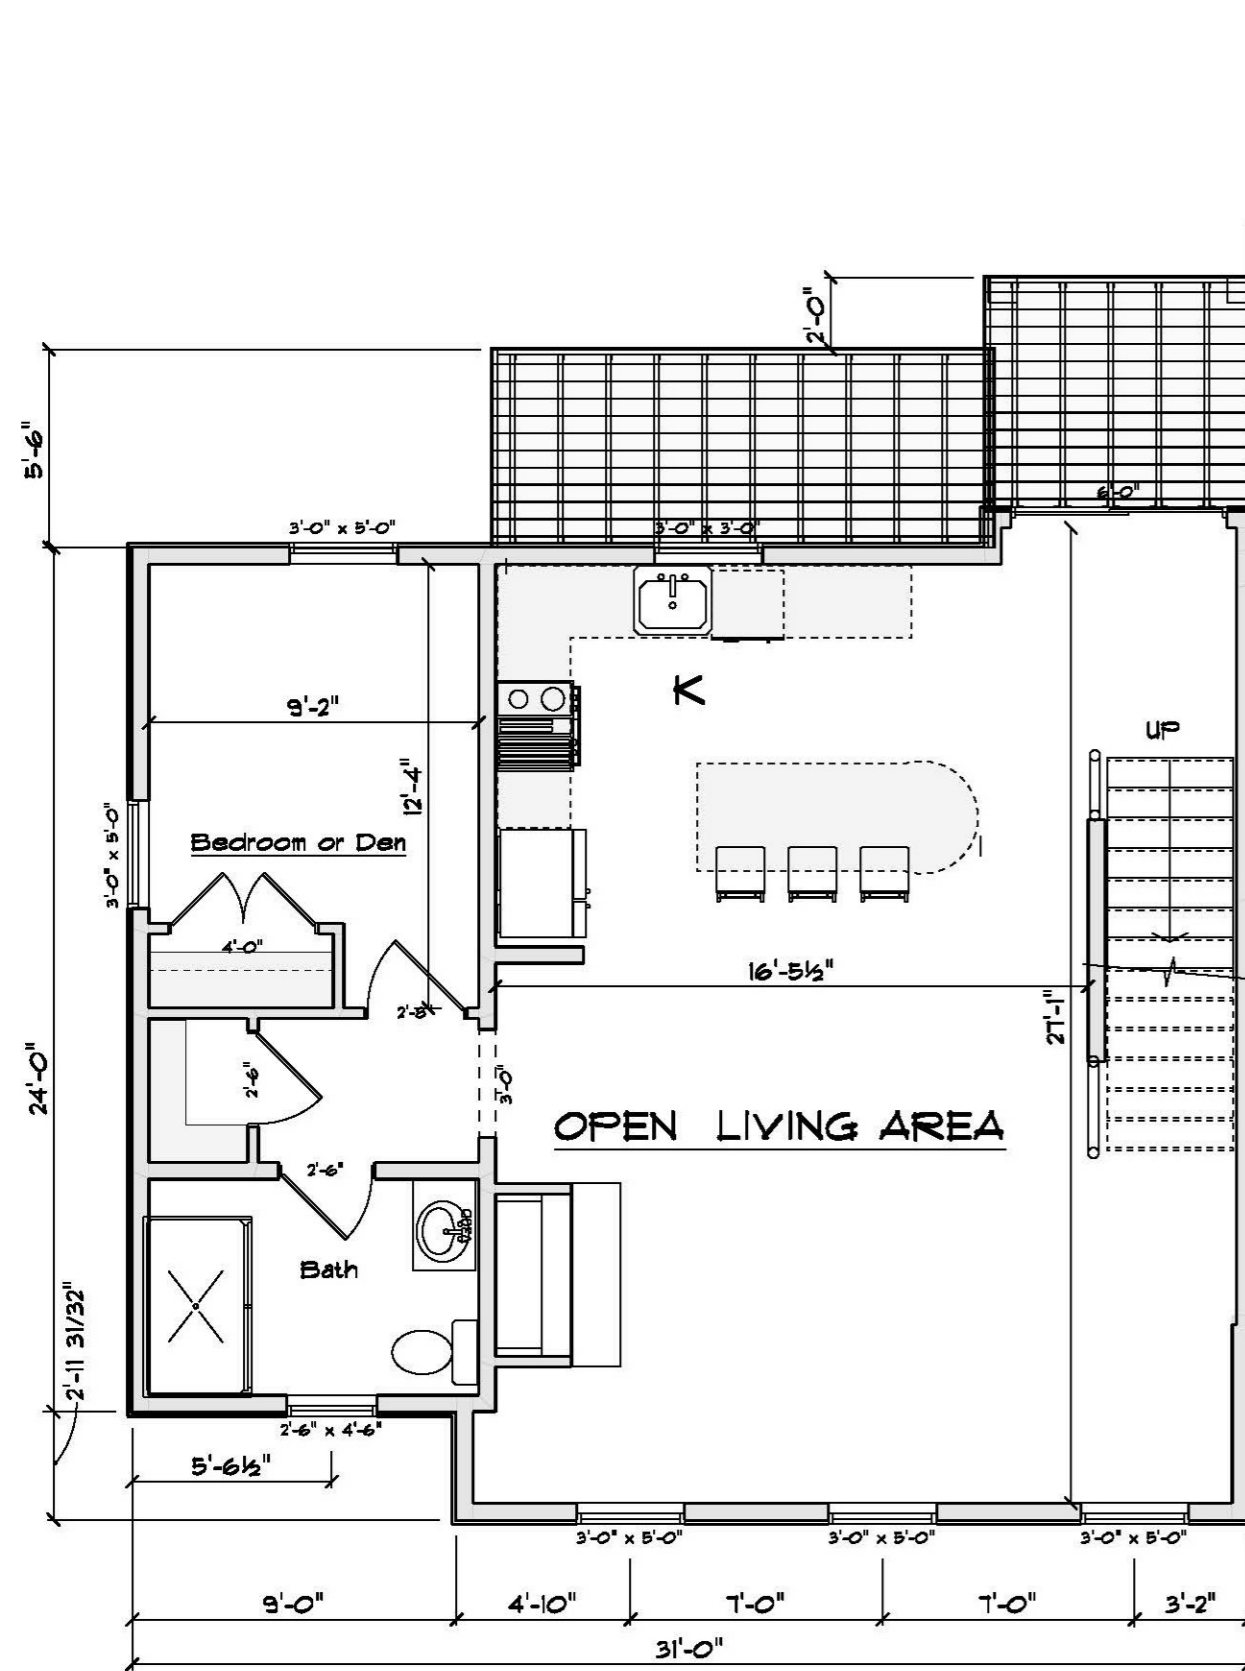 2'-0"
5'-6"
6'-0"
3'-0" x 5'-0"
3'-0" x 3'-0"
K
9'-2"
UP
12'-4"
Bedroom or Den
3'-0" x 5'-0"
4'-0"
16'-5½"
27'-1"
24'-0"
2'-6"
3'-0"
OPEN LIVING AREA
2'-6"
Bath
2'-11 31/32"
2'-6" x 4'-6"
5'-6½"
3'-0" x 5'-0"
3'-0" x 5'-0"
3'-0" x 5'-0"
9'-0"
4'-10"
7'-0"
7'-0"
3'-2"
31'-0"